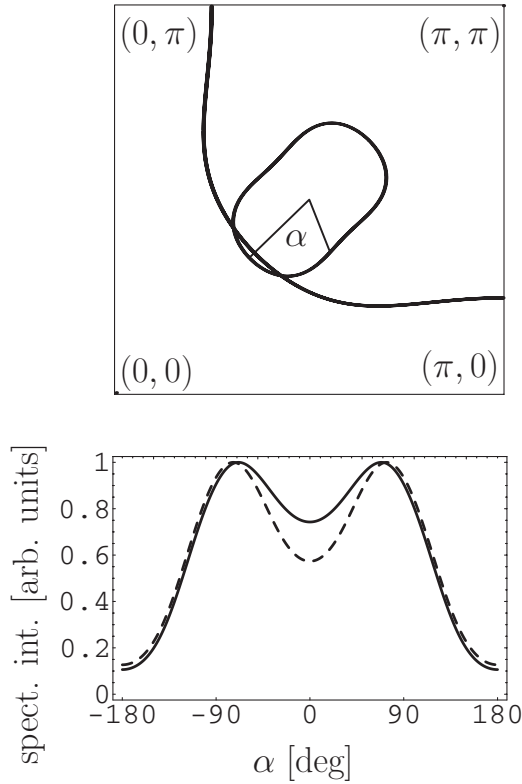 (0, π) (π, π)
α
(0, 0) (π, 0)
spect. int. [arb. units]
1
0.8
0.6
0.4
0.2
0
-180 -90 0 90 180
α [deg]